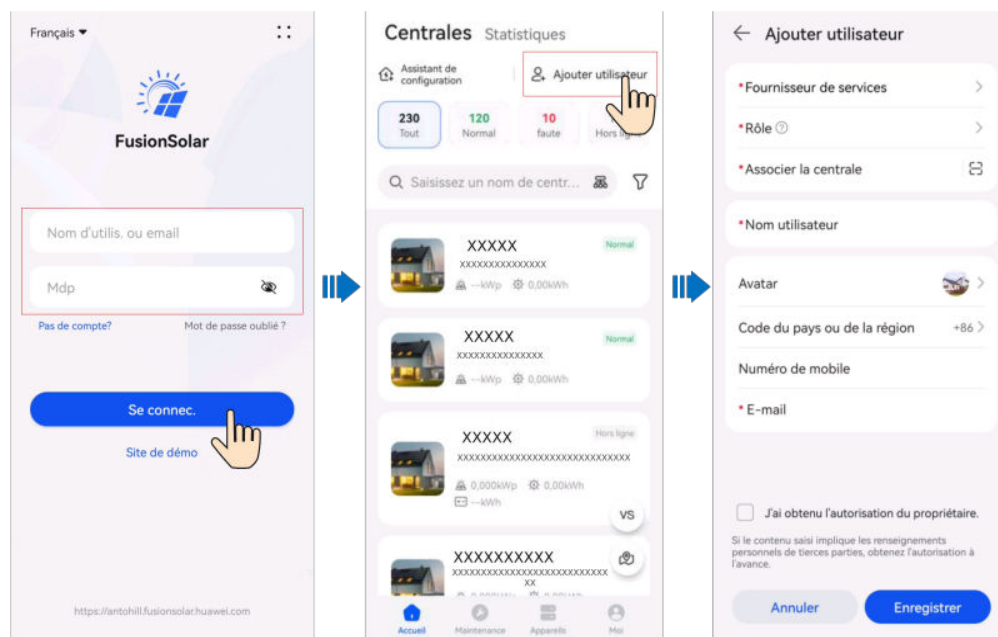 Français
FusionSolar
Nom d'utilis. ou email
Mdp
Pas de compte?
Mot de passe oublié ?
Se connec.
Site de démo
https://antohill.fusionsolar.huawei.com
Centrales Statistiques
Assistant de
configuration
Ajouter utilisateur
230
Tout
120
Normal
10
faute
Hors ligne
Saisissez un nom de centr...
XXXXX
Normal
XXXXXXXXXXXXXXX
--kWp 0,00kWh
XXXXX
Normal
XXXXXXXXXXXXXXX
--kWp 0,00kWh
XXXXX
Hors ligne
XXXXXXXXXXXXXXXXXXXXXXXXXXXXXX
0,000kWp 0,00kWh
--kWh
VS
XXXXXXXXXX
XXXXXXXXXXXXXXXXXXXXXXXXXXX
XX
Accueil
Maintenance
Appareils
Moi
Ajouter utilisateur
*Fournisseur de services
*Rôle
*Associer la centrale
*Nom utilisateur
Avatar
Code du pays ou de la région +86
Numéro de mobile
* E-mail
J'ai obtenu l'autorisation du propriétaire.
Si le contenu saisi implique les renseignements
personnels de tierces parties, obtenez l'autorisation à
l'avance.
Annuler
Enregistrer